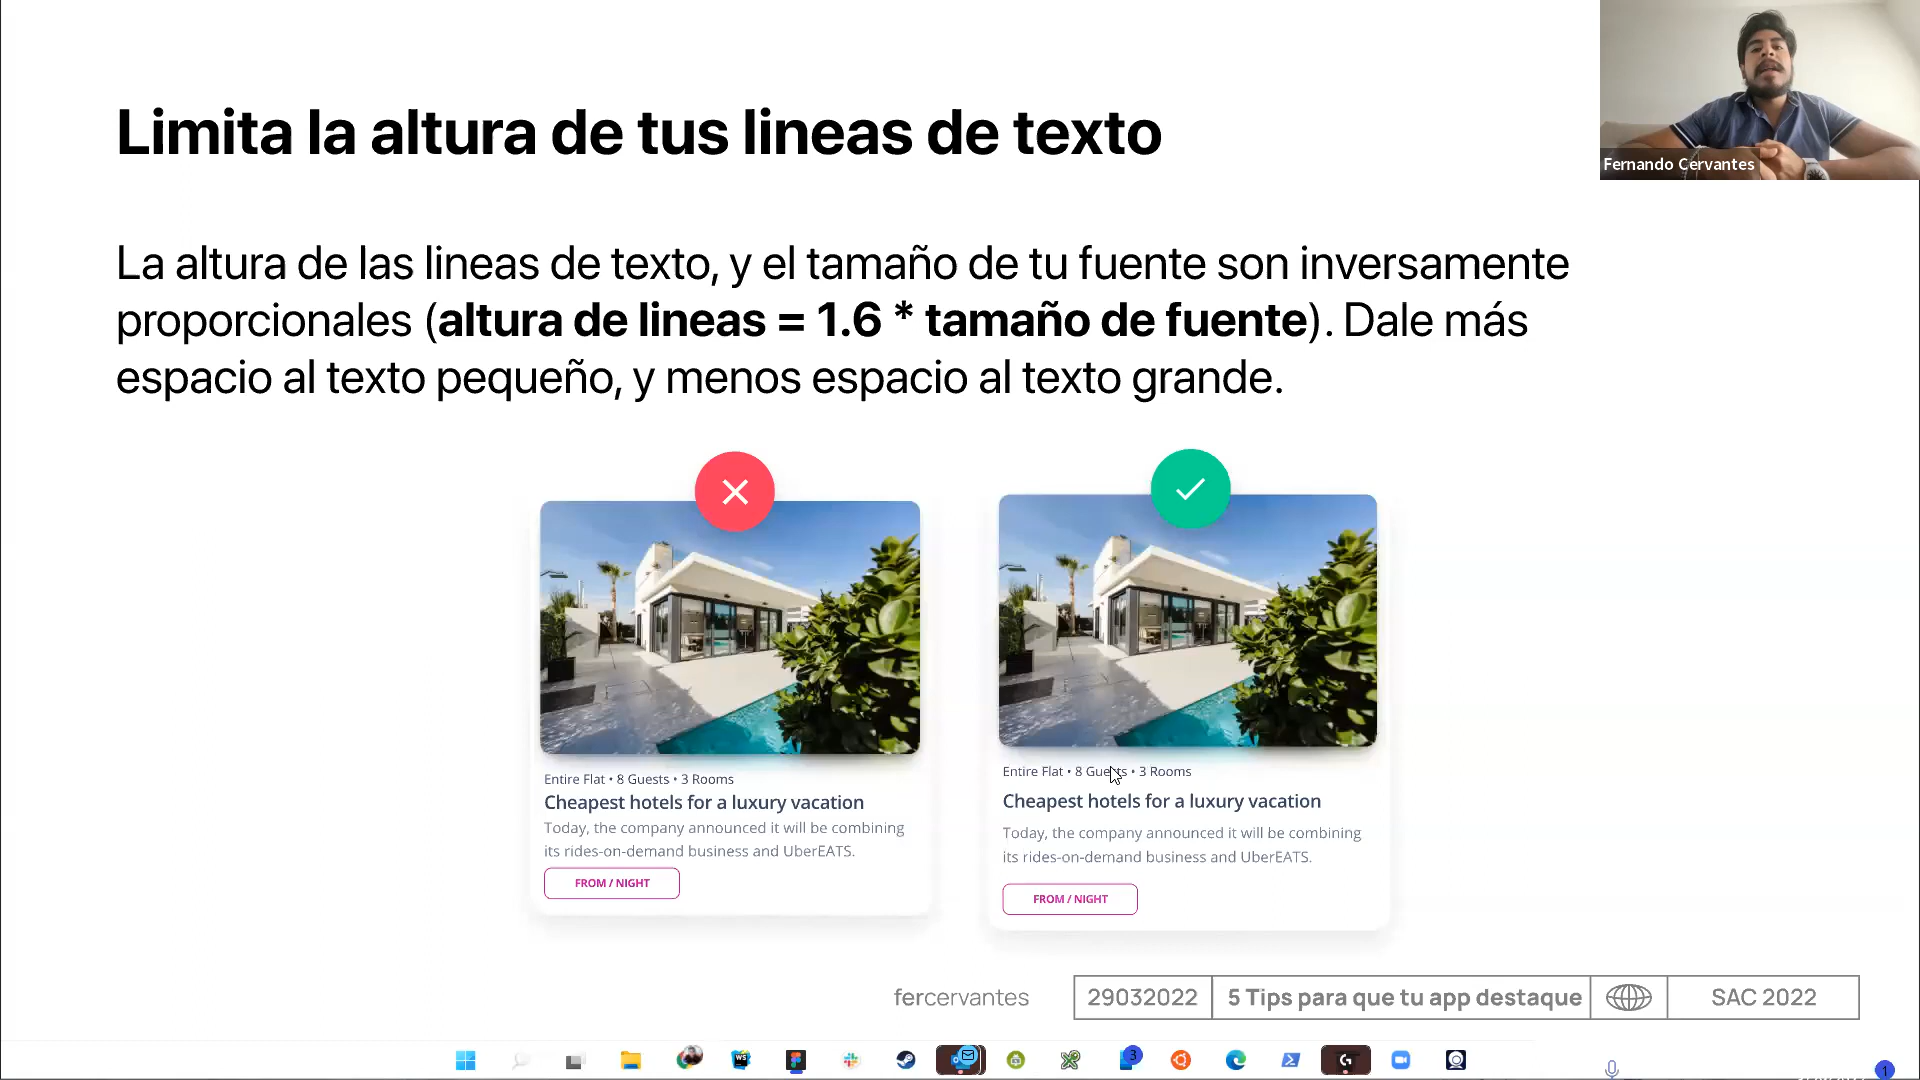 Limita la altura de tus lineas de texto
Fernando Cervantes
La altura de las lineas de texto, y el tamaño de tu fuente son inversamente
proporcionales (altura de lineas = 1.6 * tamaño de fuente). Dale más
espacio al texto pequeño, y menos espacio al texto grande.
Entire Flat • 8 Guests • 3 Rooms
Cheapest hotels for a luxury vacation
Today, the company announced it will be combining
its rides-on-demand business and UberEATS.
FROM / NIGHT
Entire Flat • 8 Guests • 3 Rooms
Cheapest hotels for a luxury vacation
Today, the company announced it will be combining
its rides-on-demand business and UberEATS.
FROM / NIGHT
fercervantes
29032022
5 Tips para que tu app destaque
SAC 2022
WS
3
1